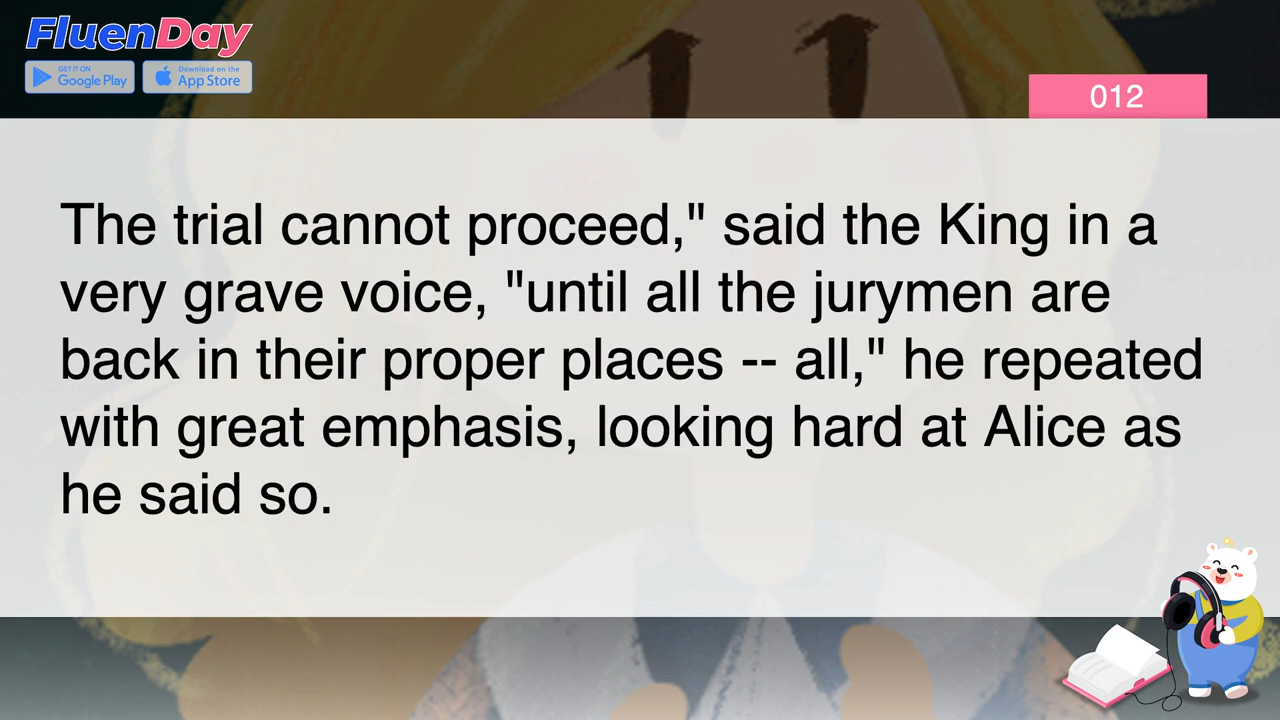 FluenDay
GET IT ON
Google Play
Download on the
App Store
012
The trial cannot proceed," said the King in a
very grave voice, "until all the jurymen are
back in their proper places -- all," he repeated
with great emphasis, looking hard at Alice as
he said so.